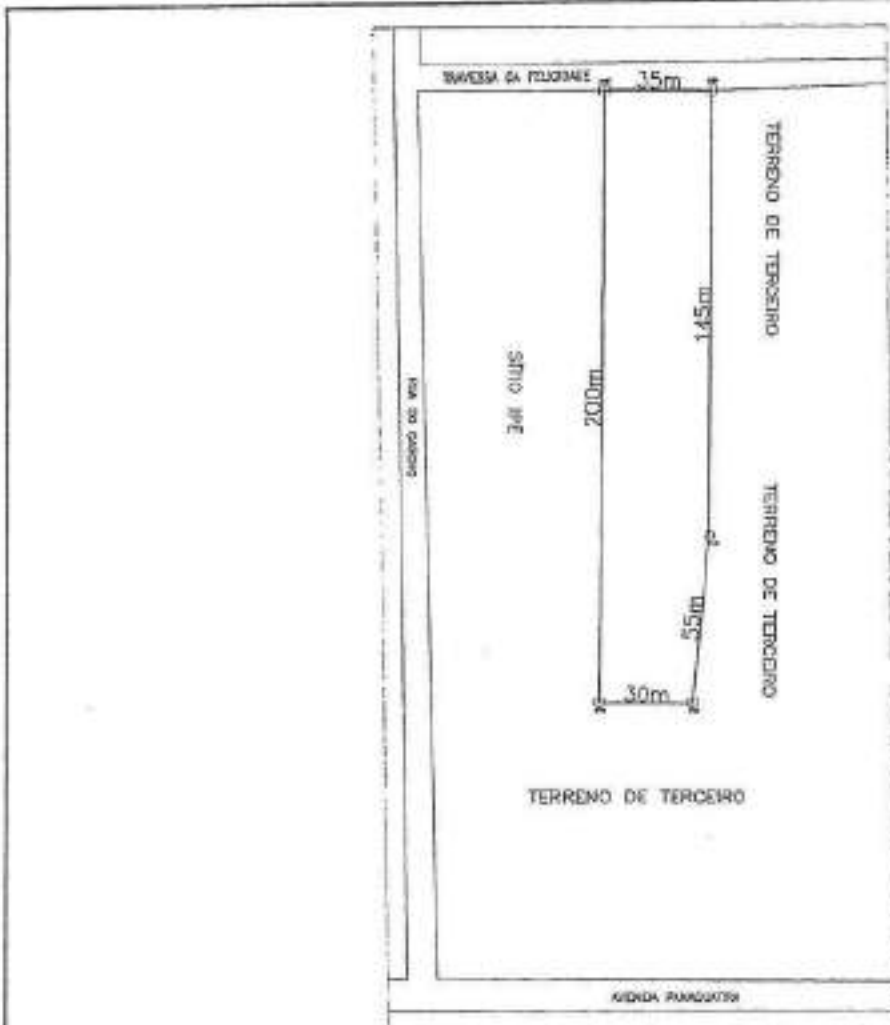 TRAVESSA DA FELICIDADE
35m
TERRENO DE TERCEIRO
145m
SÍTIO IPE
200m
TERRENO DE TERCEIRO
55m
30m
TERRENO DE TERCEIRO
AVENIDA PANAQUATIRA